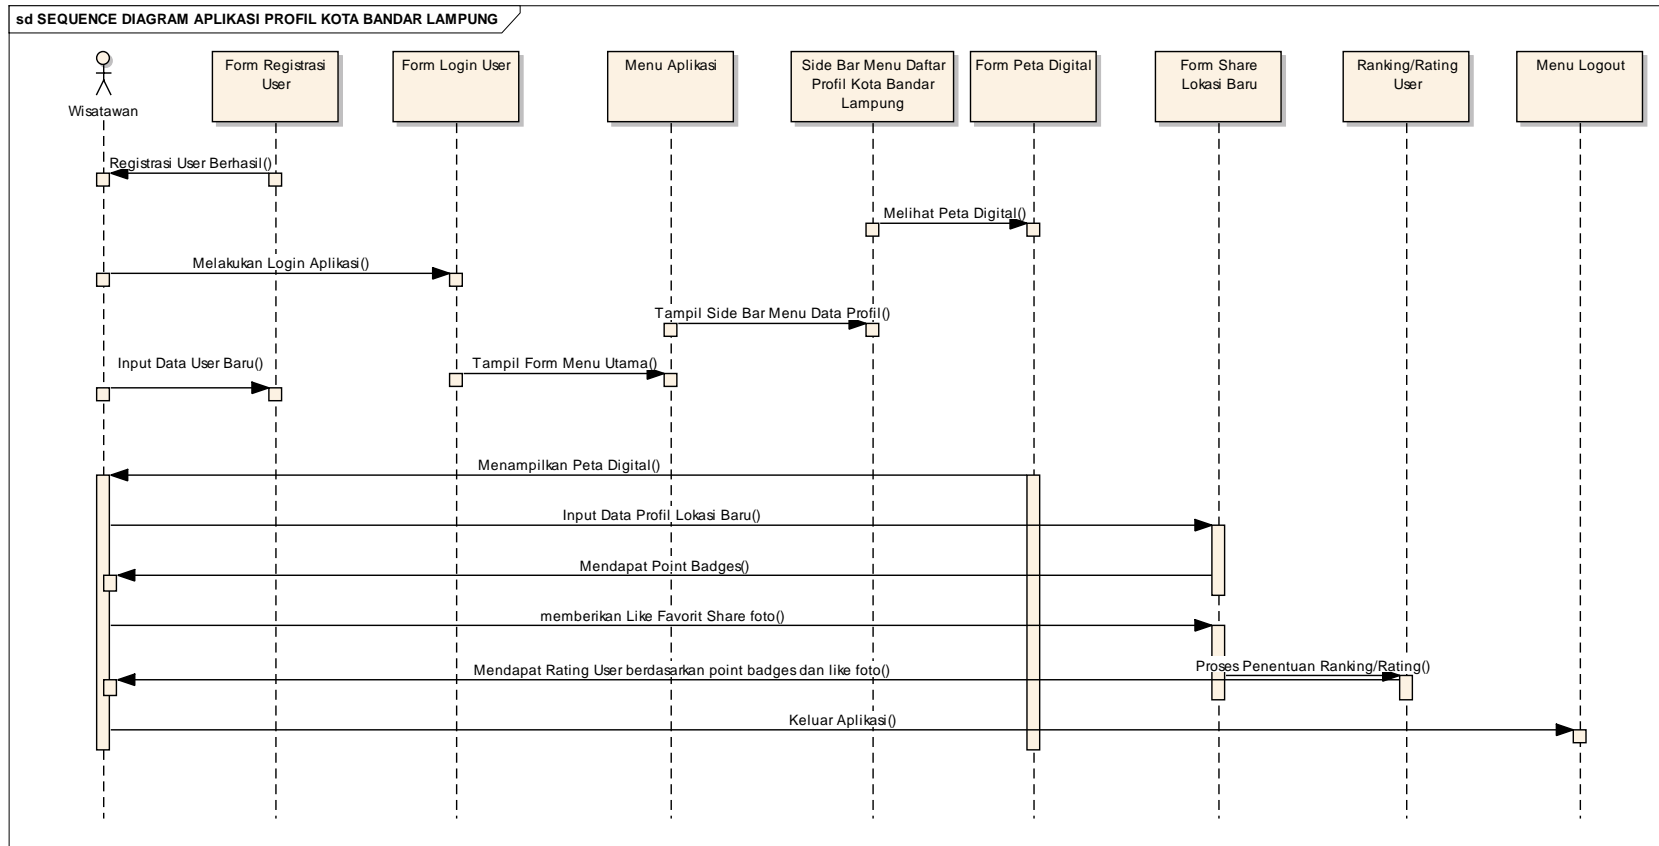 sd SEQUENCE DIAGRAM APLIKASI PROFIL KOTA BANDAR LAMPUNG
Wisatawan
Form Registrasi
User
Form Login User
Menu Aplikasi
Side Bar Menu Daftar
Profil Kota Bandar
Lampung
Form Peta Digital
Form Share
Lokasi Baru
Ranking/Rating
User
Menu Logout
Registrasi User Berhasil()
Melihat Peta Digital()
Melakukan Login Aplikasi()
Tampil Side Bar Menu Data Profil()
Input Data User Baru()
Tampil Form Menu Utama()
Menampilkan Peta Digital()
Input Data Profil Lokasi Baru()
Mendapat Point Badges()
memberikan Like Favorit Share foto()
Mendapat Rating User berdasarkan point badges dan like foto()
Proses Penentuan Ranking/Rating()
Keluar Aplikasi()